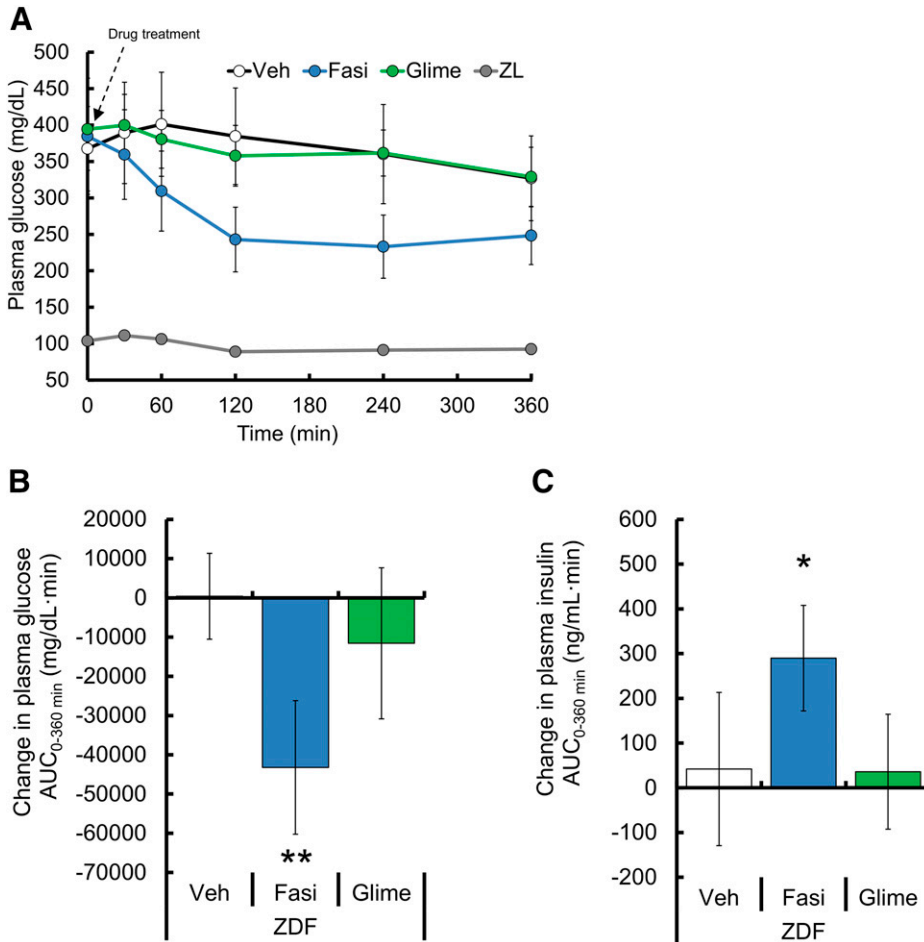 A
Drug treatment
Veh Fasi Glime ZL
Plasma glucose (mg/dL)
500
450
400
350
300
250
200
150
100
50
0 60 120 180 240 300 360
Time (min)
B
Change in plasma glucose
AUC0-360 min (mg/dL·min)
20000
10000
0
-10000
-20000
-30000
-40000
-50000
-60000
-70000
**
Veh Fasi Glime
ZDF
C
Change in plasma insulin
AUC0-360 min (ng/mL·min)
600
500
400
300
200
100
0
-100
-200
*
Veh Fasi Glime
ZDF